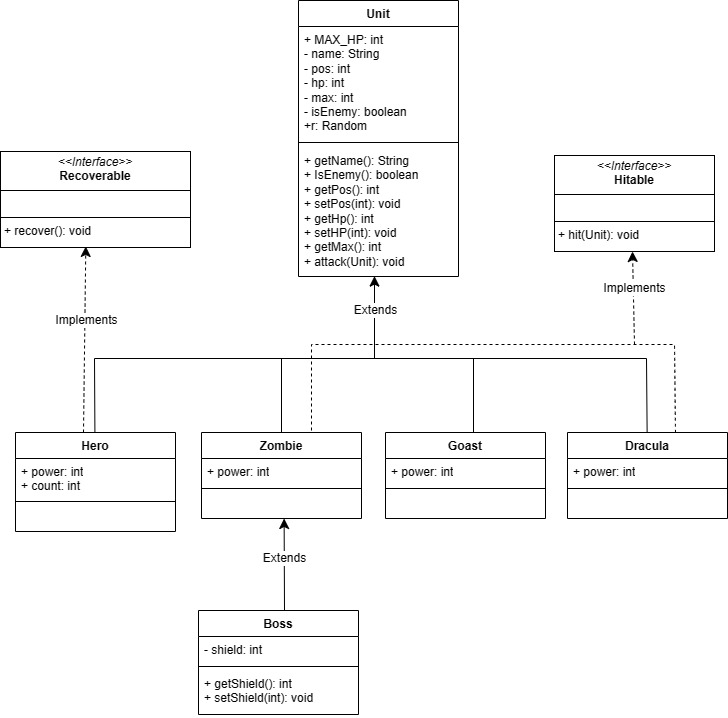 Unit
+ MAX_HP: int
- name: String
- pos: int
- hp: int
- max: int
- isEnemy: boolean
+r: Random
+ getName(): String
+ IsEnemy(): boolean
+ getPos(): int
+ setPos(int): void
+ getHp(): int
+ setHP(int): void
+ getMax(): int
+ attack(Unit): void
<<Interface>>
Recoverable
+ recover(): void
<<Interface>>
Hitable
+ hit(Unit): void
Implements
Extends
Implements
Hero
+ power: int
+ count: int
Zombie
+ power: int
Goast
+ power: int
Dracula
+ power: int
Extends
Boss
- shield: int
+ getShield(): int
+ setShield(int): void